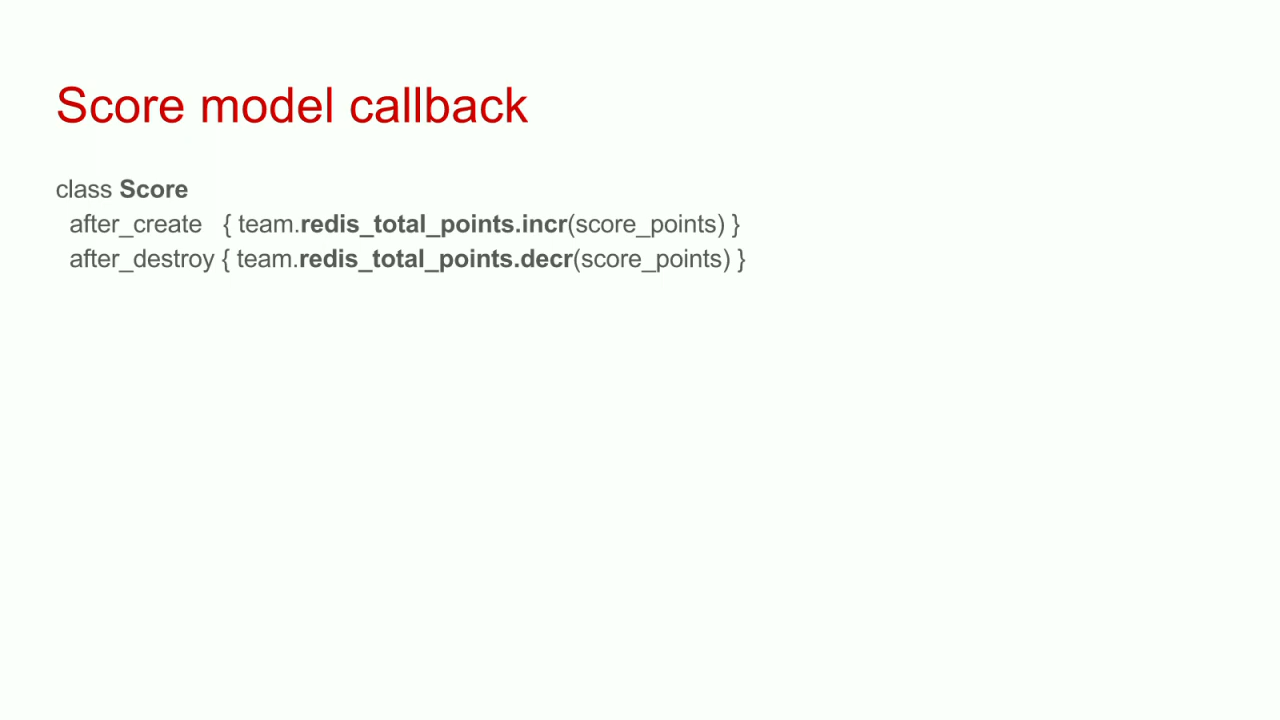 Score model callback
class Score
after_create { team.redis_total_points.incr(score_points) }
after_destroy { team.redis_total_points.decr(score_points) }